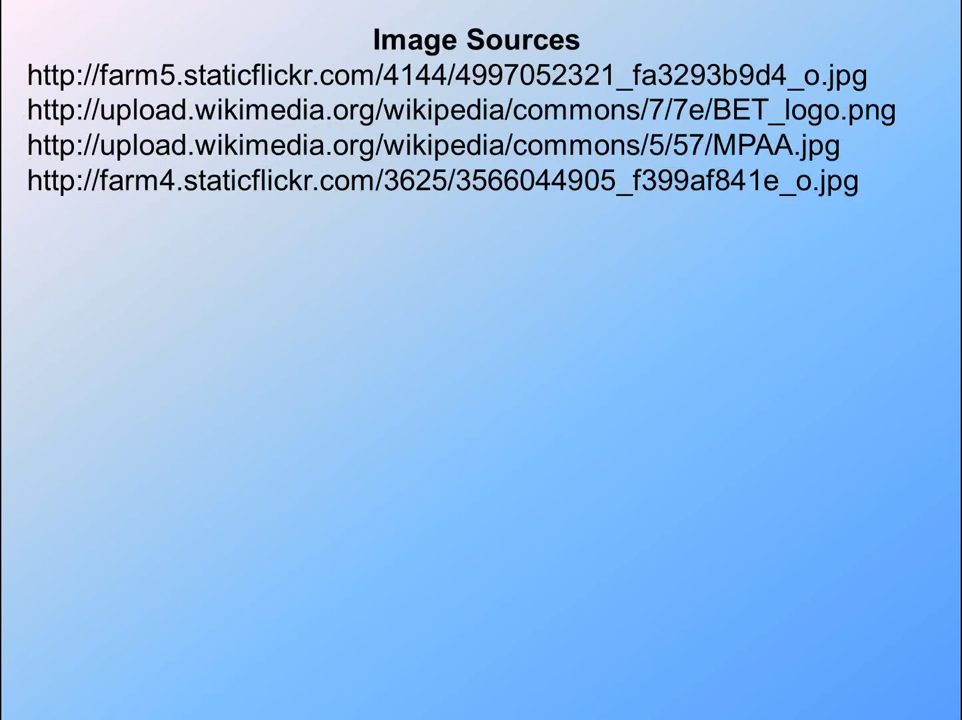 Image Sources
http://farm5.staticflickr.com/4144/4997052321_fa3293b9d4_o.jpg
http://upload.wikimedia.org/wikipedia/commons/7/7e/BET_logo.png
http://upload.wikimedia.org/wikipedia/commons/5/57/MPAA.jpg
http://farm4.staticflickr.com/3625/3566044905_f399af841e_o.jpg